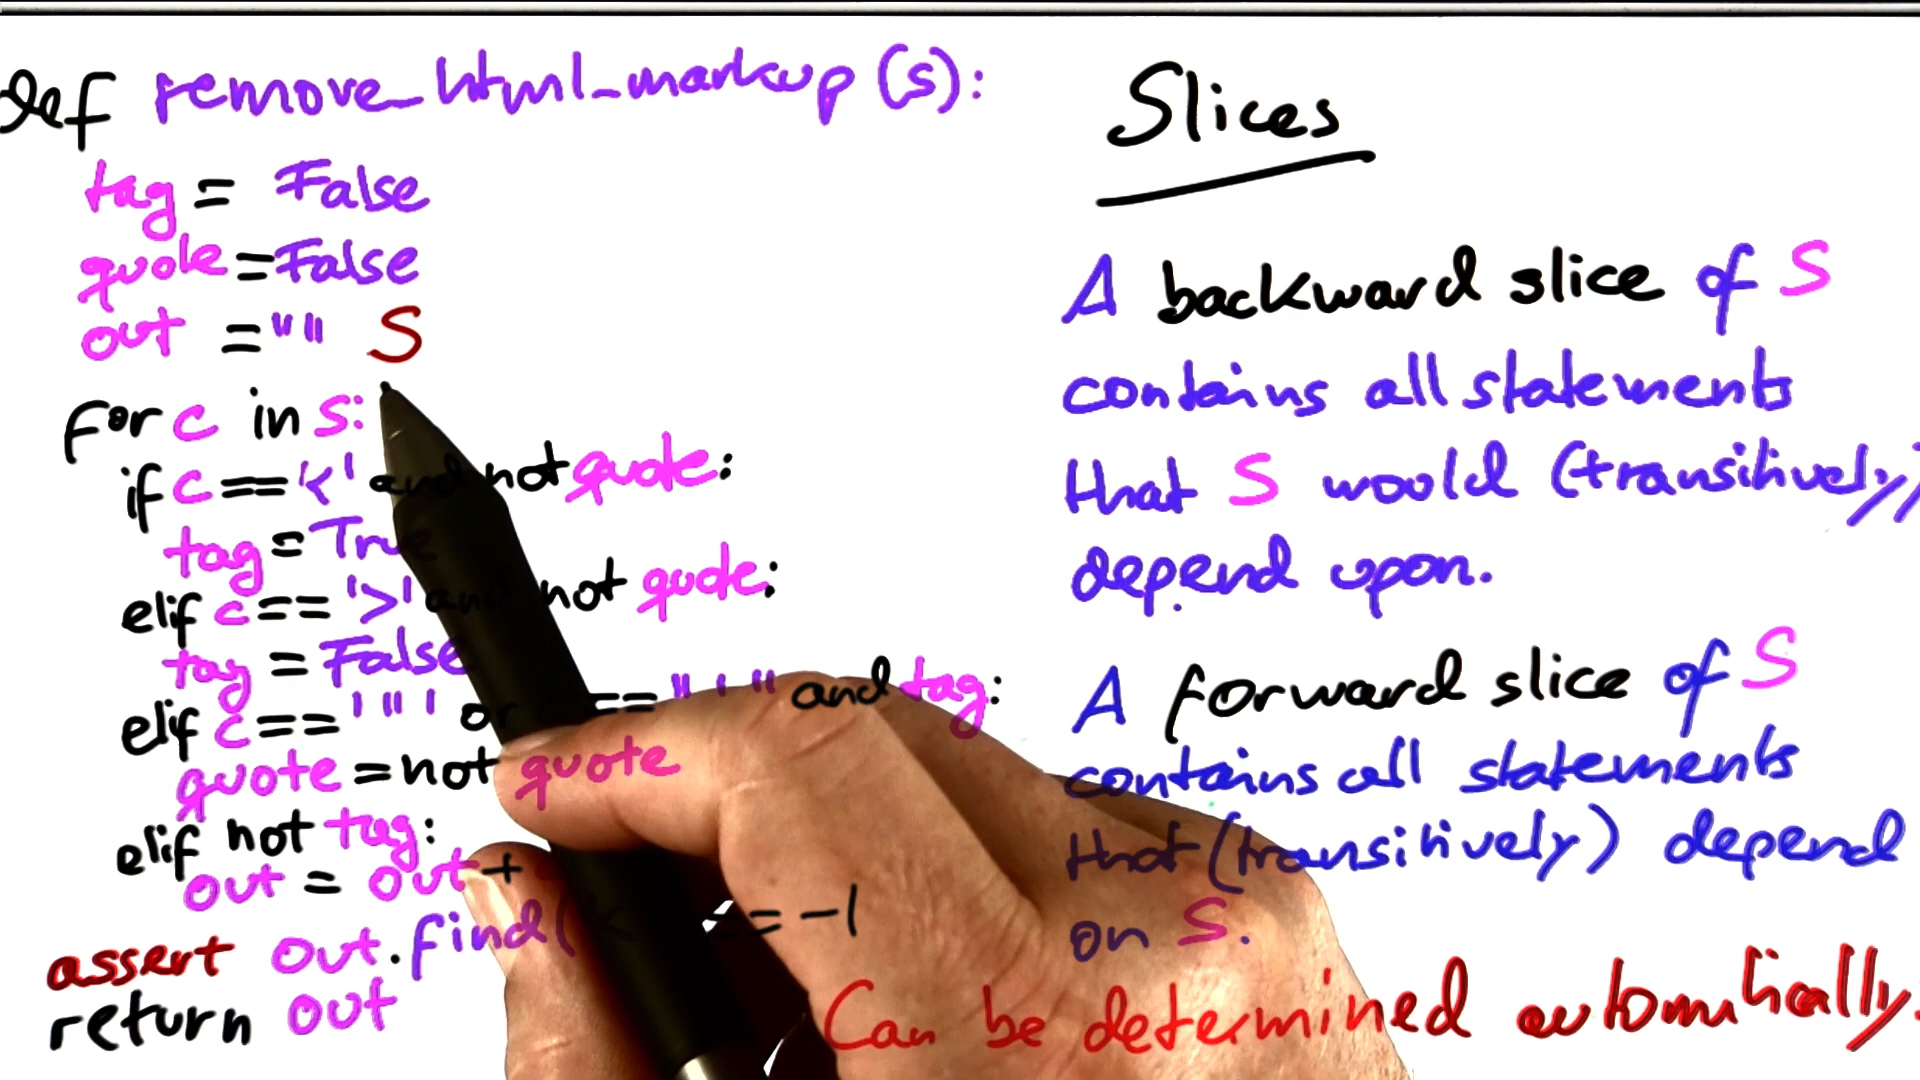 def remove_html_markup (s):
tag = False
quote = False
out = "" S
for c in s:
if c == '<' and not quote:
tag = True
elif c == '>' and not quote:
tag = False
elif c == '"' or == "'" and tag:
quote = not quote
elif not tag:
out = out +
assert out.find( '< == -1
return out
Slices
A backward slice of S
contains all statements
that S would (transitively)
depend upon.
A forward slice of S
contains all statements
that (transitively) depend
on S.
Can be determined automatically.